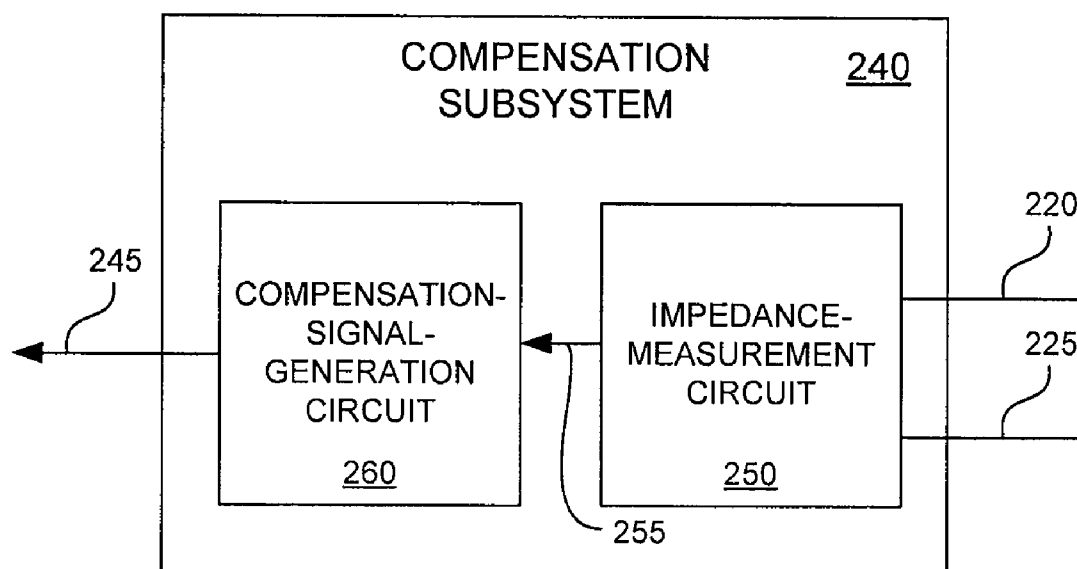 COMPENSATION
SUBSYSTEM
240
220
245
COMPENSATION-
SIGNAL-
GENERATION
CIRCUIT
260
IMPEDANCE-
MEASUREMENT
CIRCUIT
250
225
255